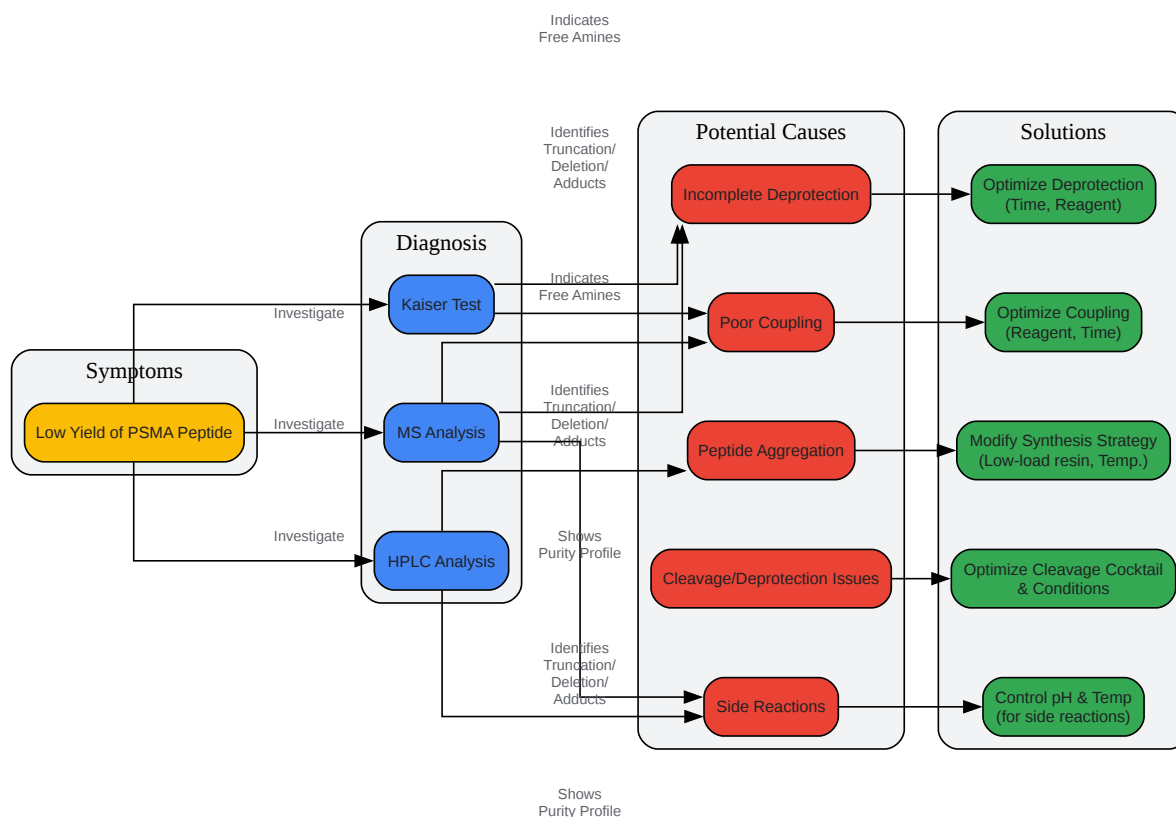 Indicates
Free Amines
Potential Causes
Solutions
Identifies
Truncation/
Deletion/
Adducts
Incomplete Deprotection
Optimize Deprotection
(Time, Reagent)
Diagnosis
Kaiser Test
Indicates
Free Amines
Investigate
Poor Coupling
Optimize Coupling
(Reagent, Time)
Symptoms
Low Yield of PSMA Peptide
Investigate
MS Analysis
Identifies
Truncation/
Deletion/
Adducts
Peptide Aggregation
Modify Synthesis Strategy
(Low-load resin, Temp.)
Investigate
HPLC Analysis
Shows
Purity Profile
Cleavage/Deprotection Issues
Optimize Cleavage Cocktail
& Conditions
Identifies
Truncation/
Deletion/
Adducts
Side Reactions
Control pH & Temp
(for side reactions)
Shows
Purity Profile